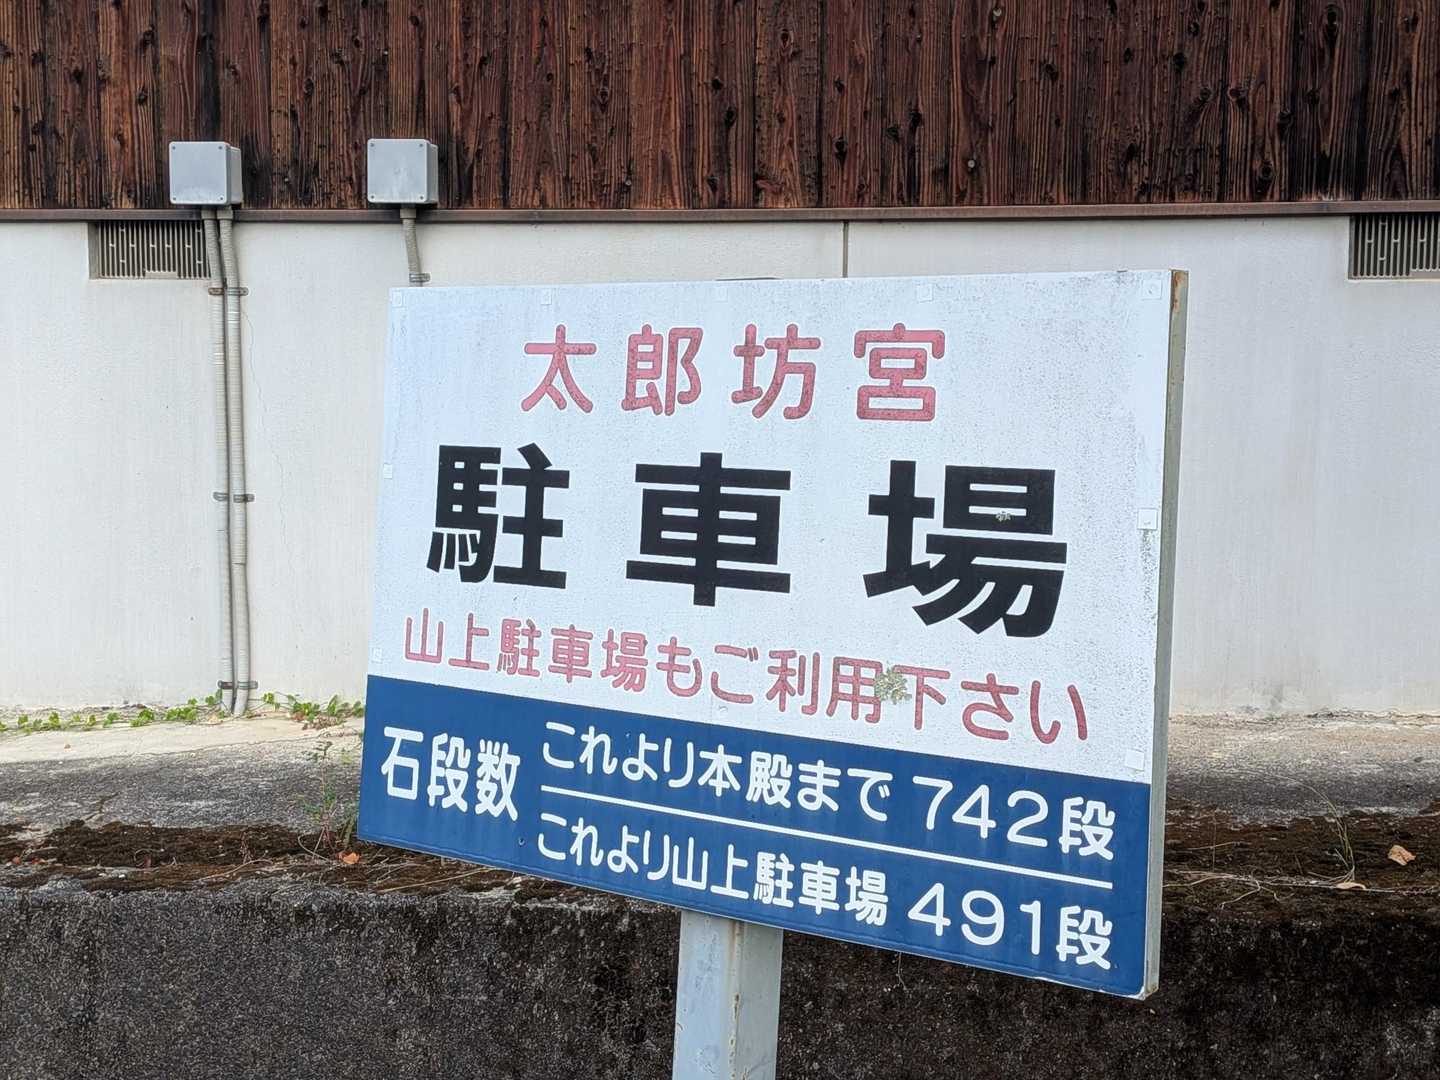 太郎坊宮
駐車場
山上駐車場もご利用下さい
石段数
これより本殿まで 742段
これより山上駐車場 491段